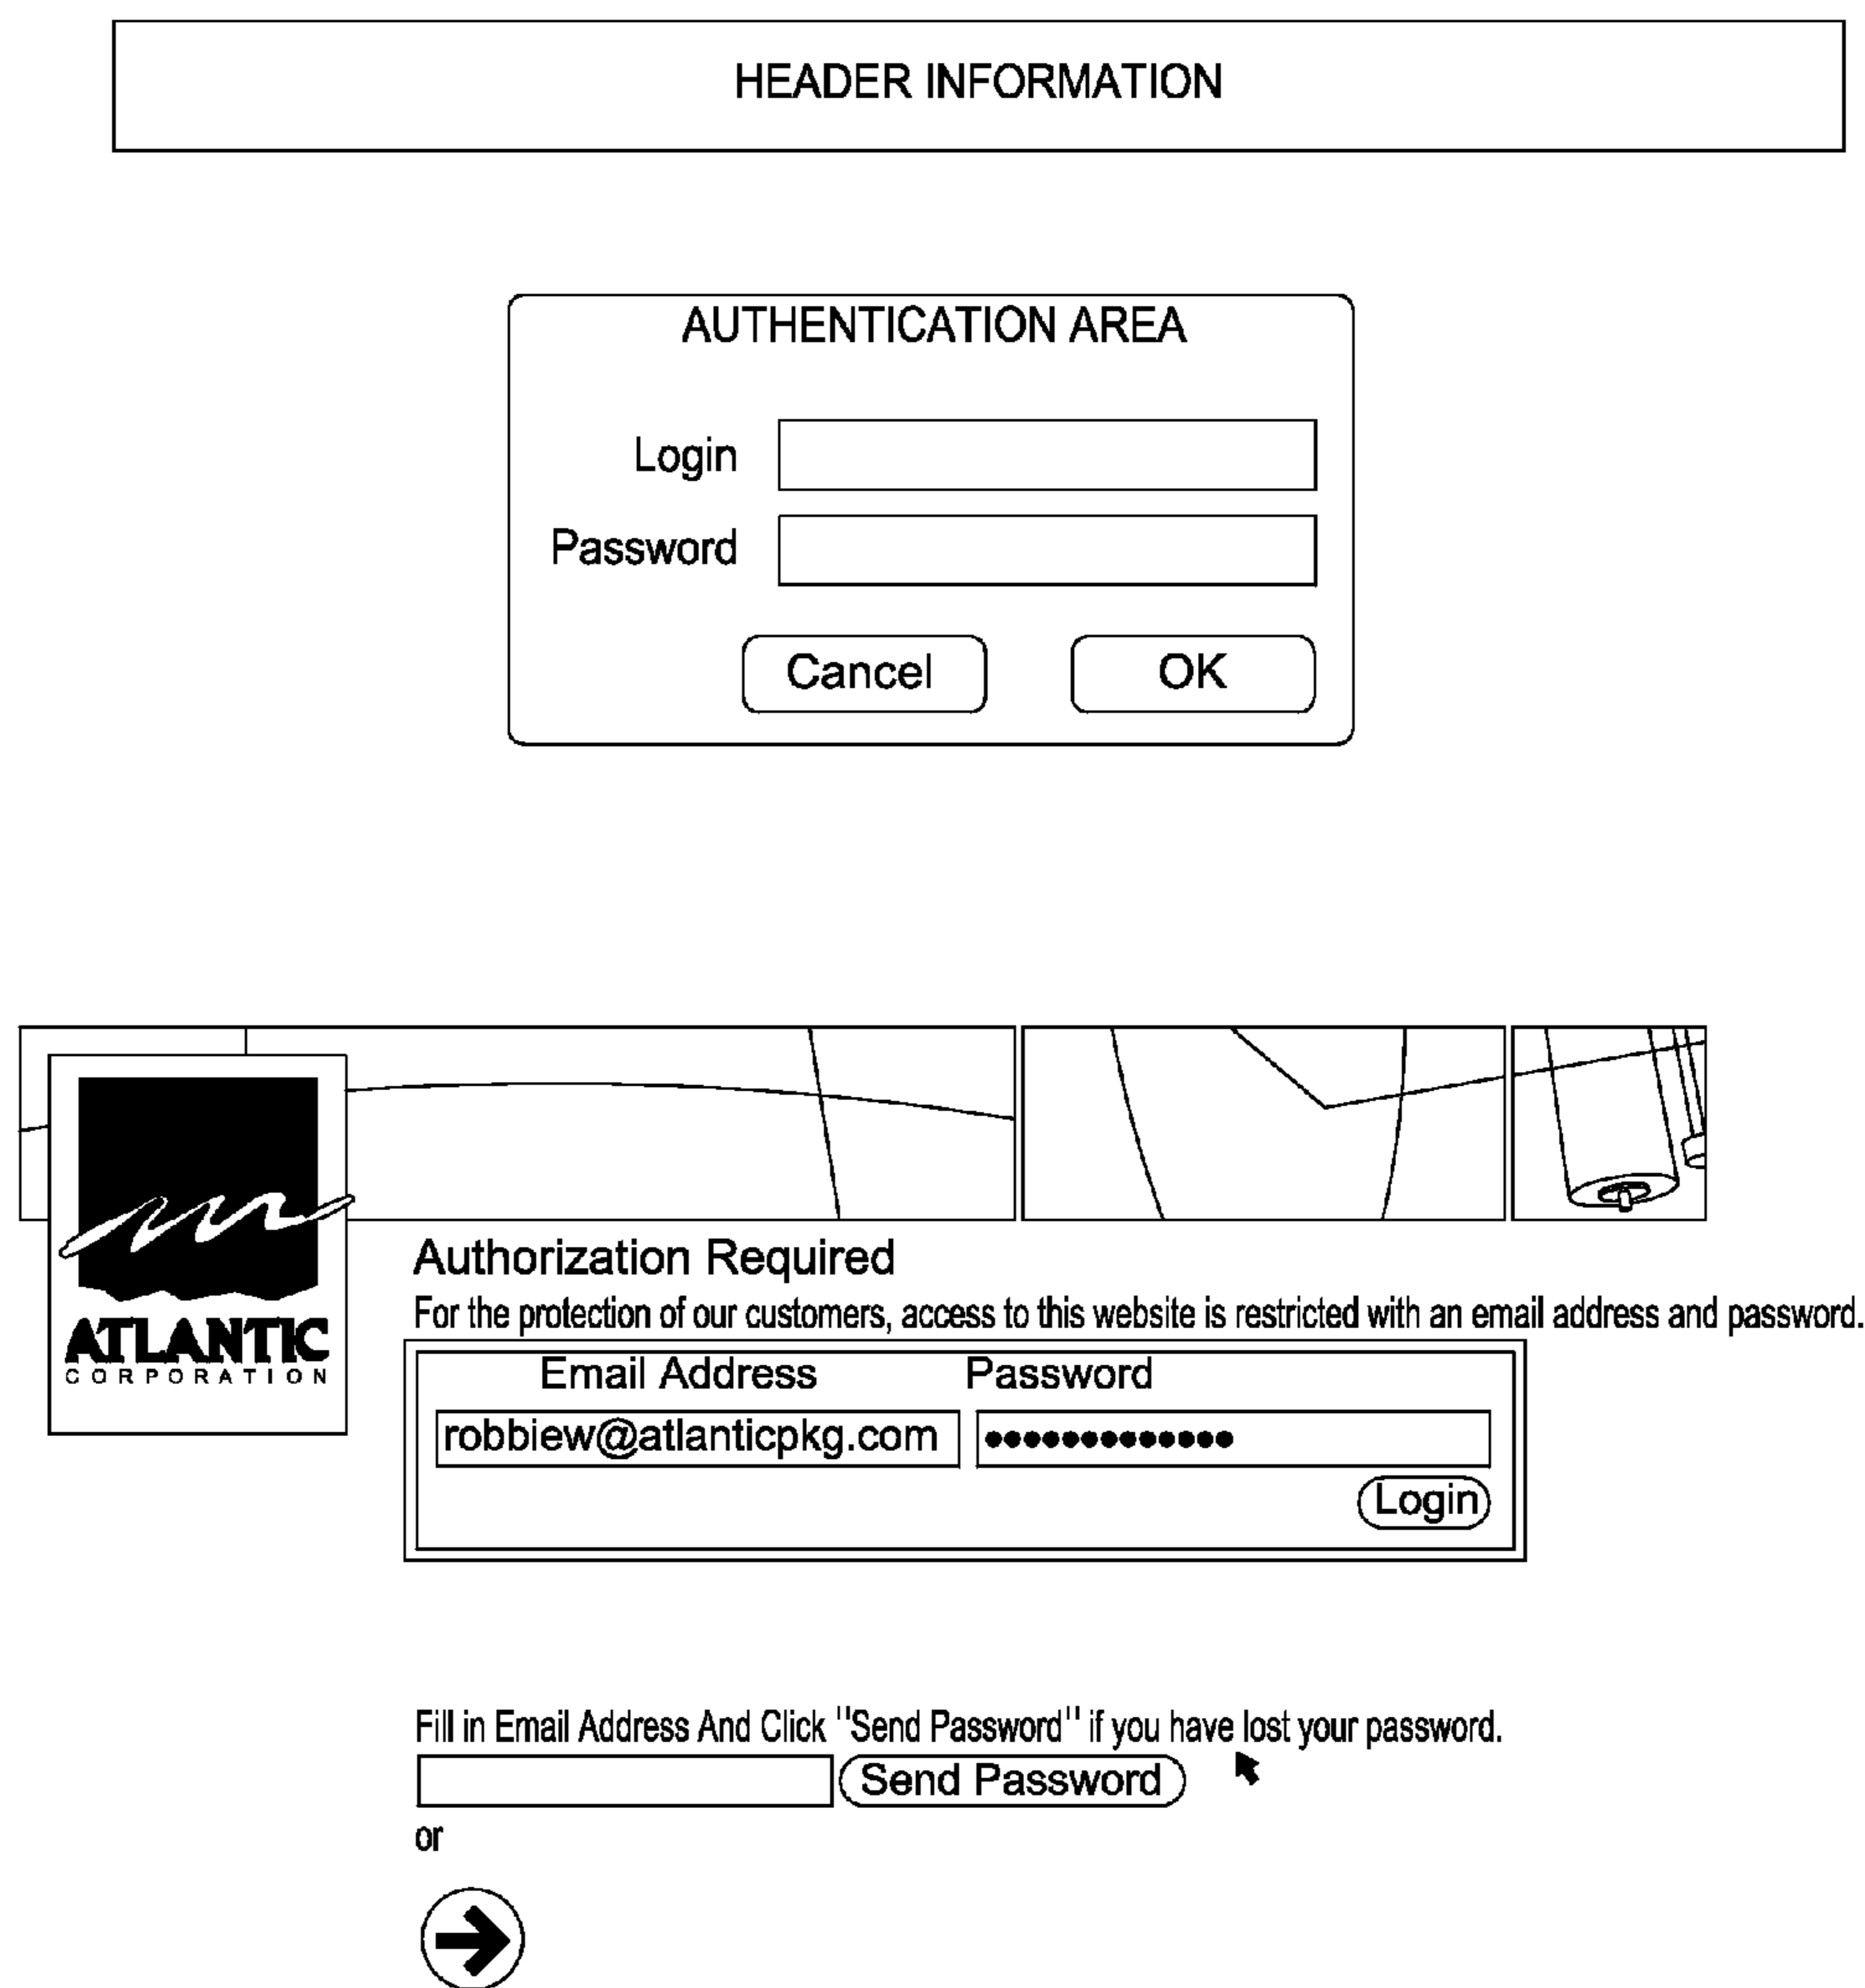 HEADER INFORMATION
AUTHENTICATION AREA
Login
Password
Cancel OK
ATLANTIC
CORPORATION
Authorization Required
For the protection of our customers, access to this website is restricted with an email address and password.
Email Address Password
robbiew@atlanticpkg.com •••••••••••••
Login
Fill in Email Address And Click "Send Password" if you have lost your password.
Send Password
or